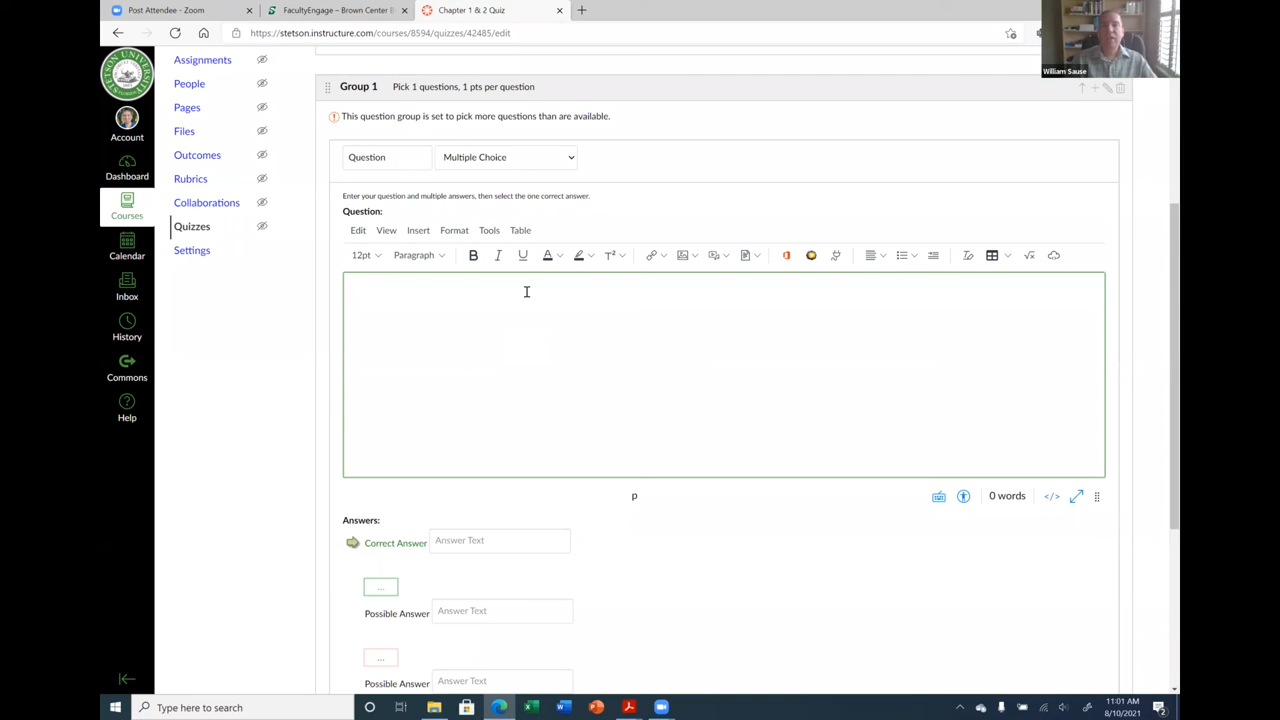 Post Attendee - Zoom
FacultyEngage – Brown Center
Chapter 1 & 2 Quiz
https://stetson.instructure.com/courses/8594/quizzes/42485/edit
William Sause
STETSON UNIVERSITY
Account
Dashboard
Courses
Calendar
Inbox
History
Commons
Help
Assignments
People
Pages
Files
Outcomes
Rubrics
Collaborations
Quizzes
Settings
Group 1 Pick 1 questions, 1 pts per question
This question group is set to pick more questions than are available.
Question Multiple Choice
Enter your question and multiple answers, then select the one correct answer.
Question:
Edit View Insert Format Tools Table
12pt Paragraph B I U A T²
p 0 words </>
Answers:
Correct Answer Answer Text
...
Possible Answer Answer Text
...
Possible Answer Answer Text
Type here to search
11:01 AM
8/10/2021
2